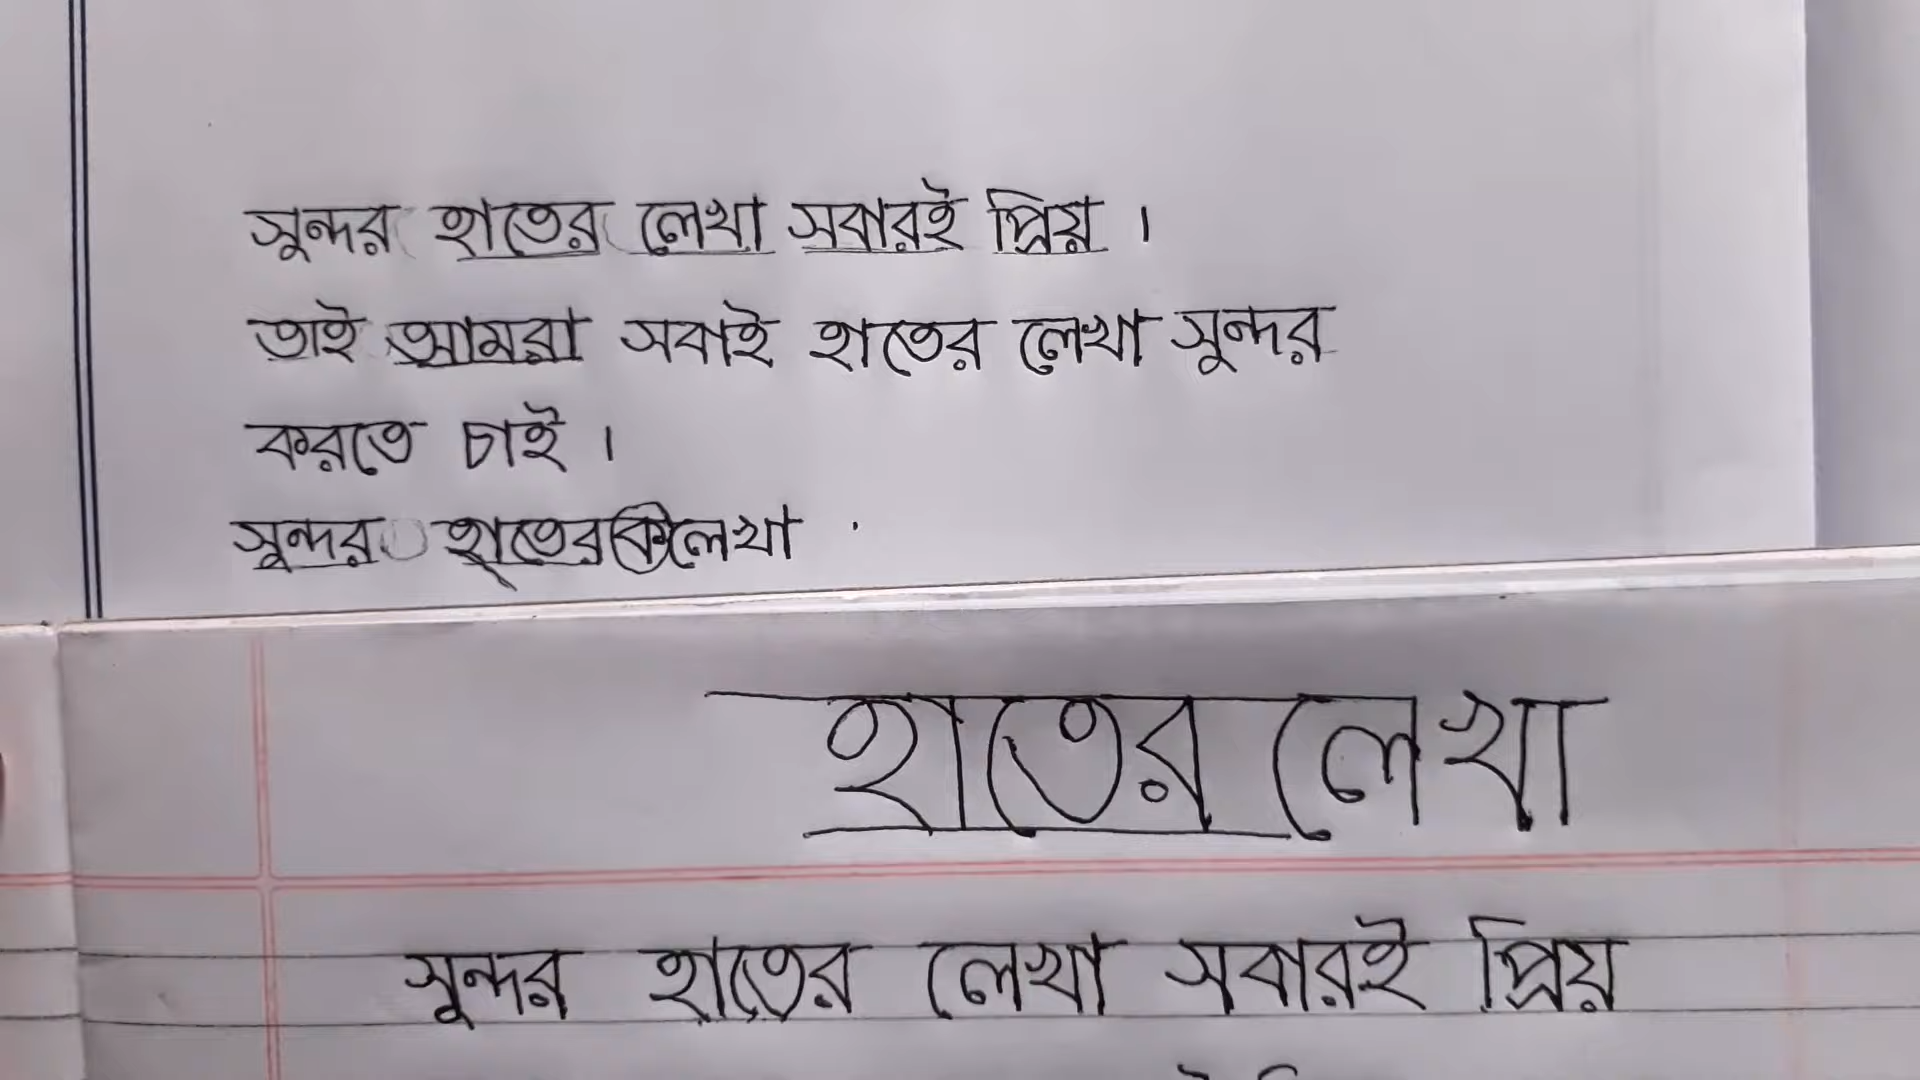 সুন্দর হাতের লেখা সবারই প্রিয় ।
তাই আমরা সবাই হাতের লেখা সুন্দর
করতে চাই ।
সুন্দর হাতের লেখা
হাতের লেখা
সুন্দর হাতের লেখা সবারই প্রিয়